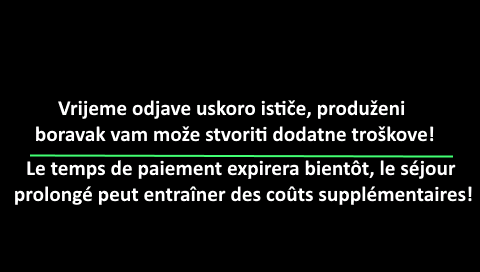 Vrijeme odjave uskoro ističe, produženi
boravak vam može stvoriti dodatne troškove!
Le temps de paiement expirera bientôt, le séjour
prolongé peut entraîner des coûts supplémentaires!